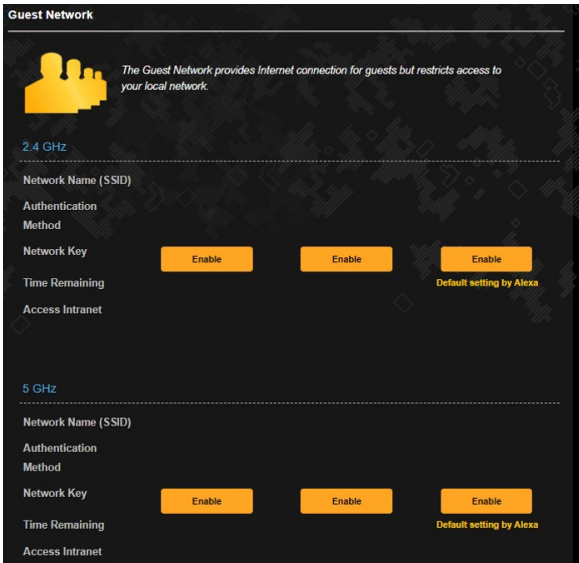 Guest Network
The Guest Network provides Internet connection for guests but restricts access to
your local network.
2.4 GHz
Network Name (SSID)
Authentication
Method
Network Key
Enable Enable Enable
Time Remaining
Default setting by Alexa
Access Intranet
5 GHz
Network Name (SSID)
Authentication
Method
Network Key
Enable Enable Enable
Time Remaining
Default setting by Alexa
Access Intranet